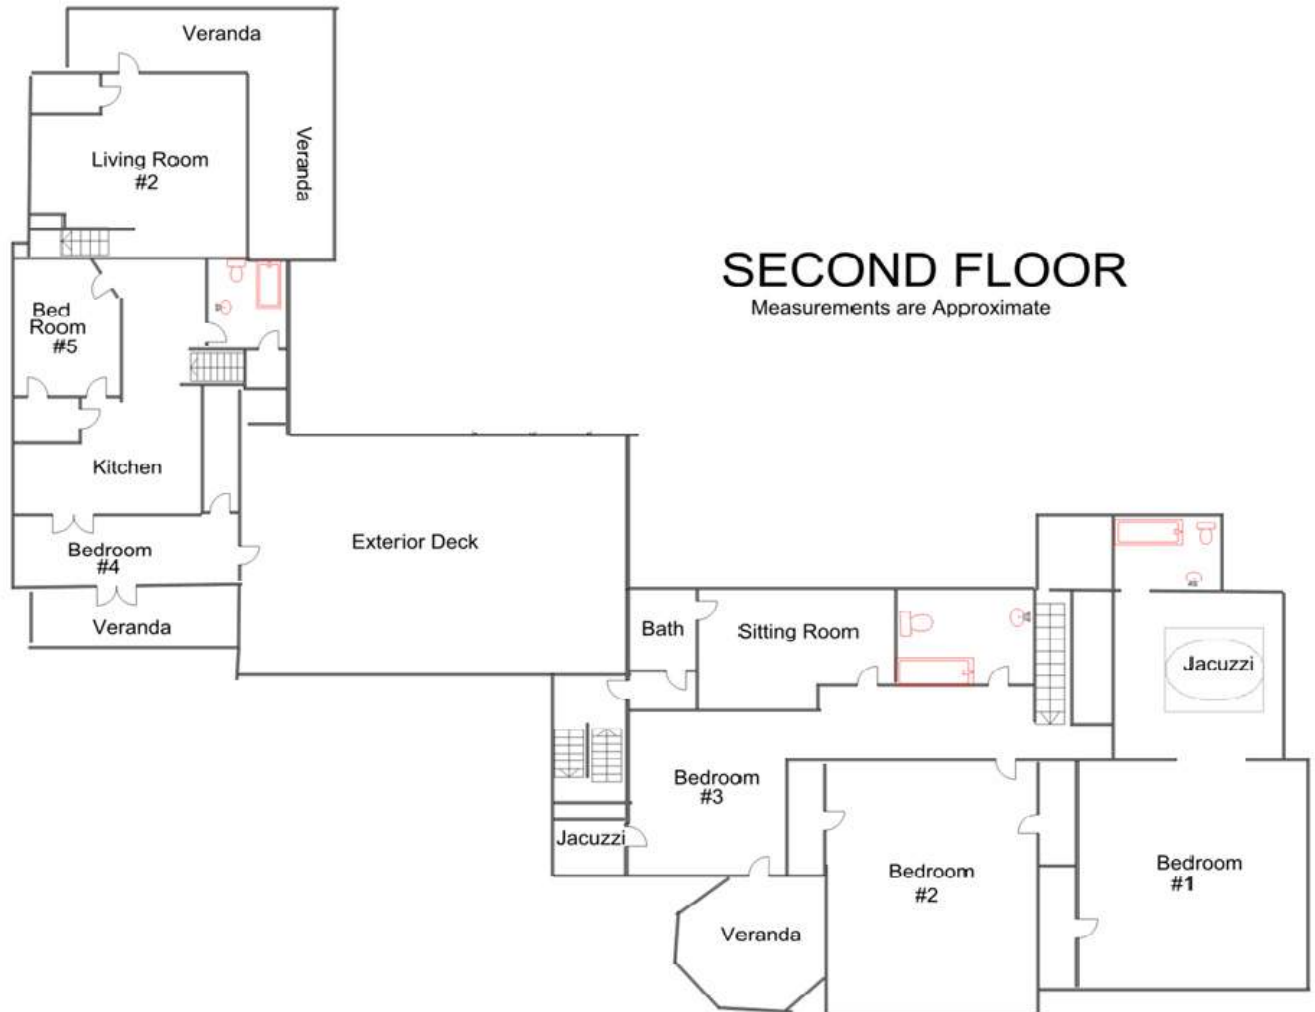 Veranda
Veranda
Living Room
#2
SECOND FLOOR
Measurements are Approximate
Bed
Room
#5
Kitchen
Exterior Deck
Bedroom
#4
Veranda
Bath
Sitting Room
Jacuzzi
Bedroom
#3
Jacuzzi
Bedroom
#2
Bedroom
#1
Veranda